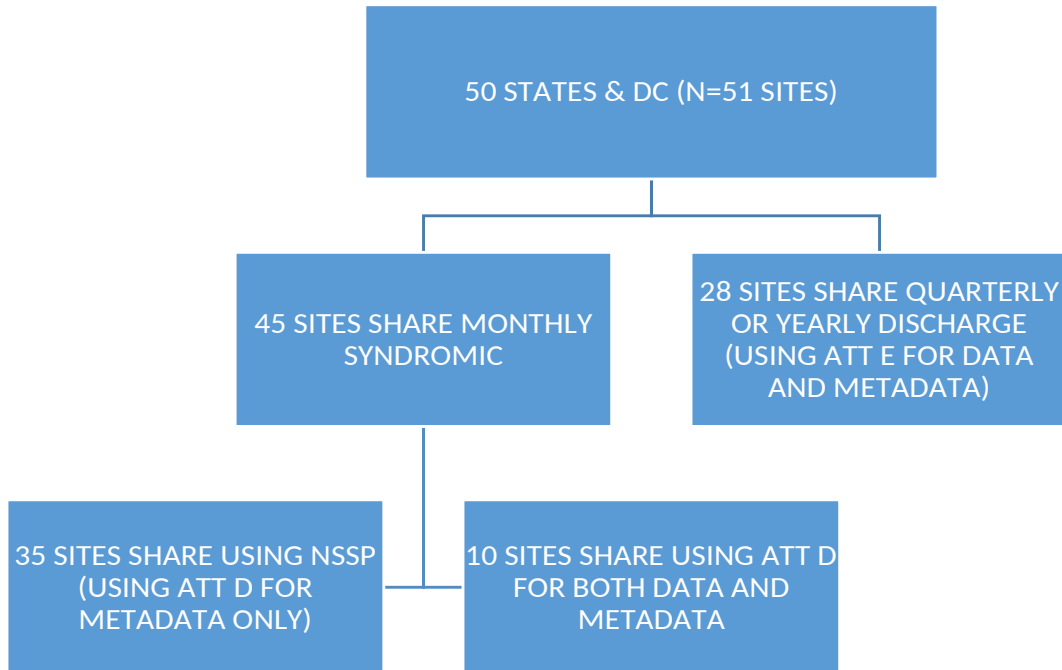 50 STATES & DC (N=51 SITES)
45 SITES SHARE MONTHLY
SYNDROMIC
28 SITES SHARE QUARTERLY
OR YEARLY DISCHARGE
(USING ATT E FOR DATA
AND METADATA)
35 SITES SHARE USING NSSP
(USING ATT D FOR
METADATA ONLY)
10 SITES SHARE USING ATT D
FOR BOTH DATA AND
METADATA